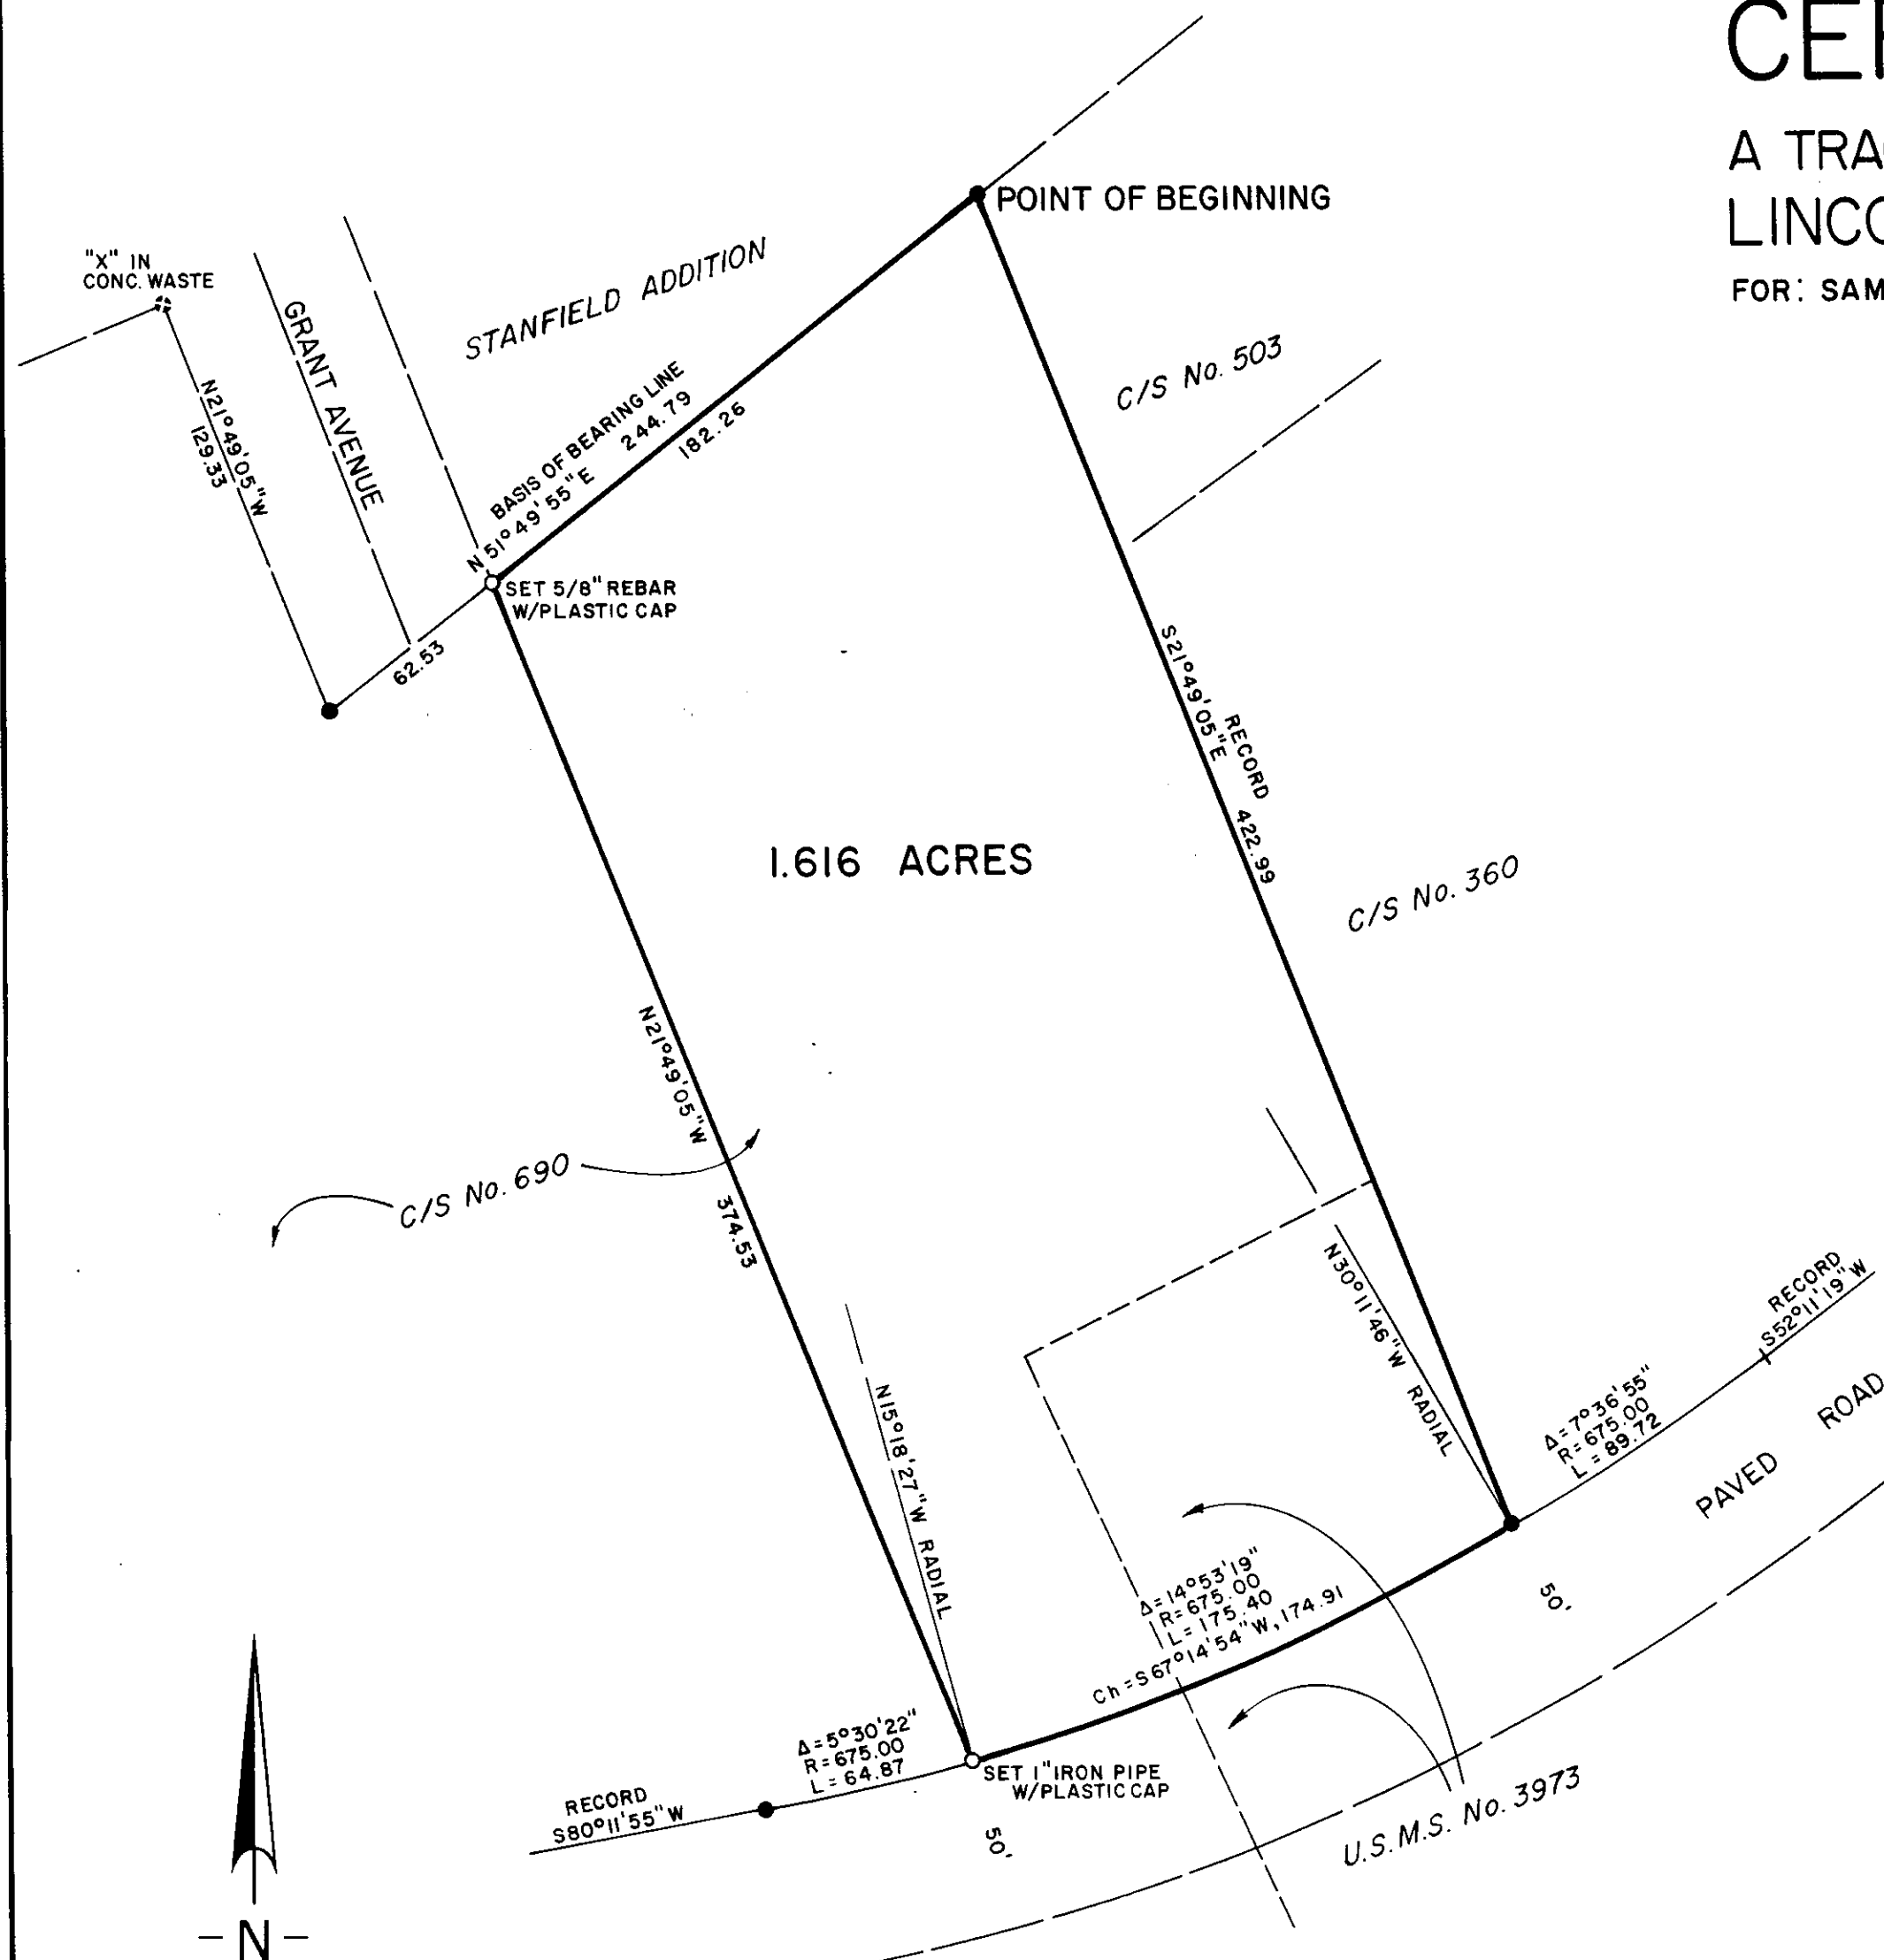 CER
A TRAC
LINCO
FOR: SAM
POINT OF BEGINNING
"X" IN
CONC. WASTE
GRANT AVENUE
STANFIELD ADDITION
N21°49'05"W
129.33
BASIS OF BEARING LINE
N 51°49'55"E 244.79
182.26
C/S No. 503
SET 5/8" REBAR
W/PLASTIC CAP
62.53
S21°49'05"E
RECORD 422.99
1.616 ACRES
C/S No. 360
N21°49'05"W 374.53
C/S No. 690
N15°18'27"W RADIAL
N30°11'46"W RADIAL
RECORD
S52°11'19"W
Δ=7°36'55"
R=675.00
L=89.72
PAVED ROAD
Δ=14°53'19"
R=675.00
L=175.40
Ch=S67°14'54"W, 174.91
50'
Δ=5°30'22"
R=675.00
L=64.87
SET 1" IRON PIPE
W/PLASTIC CAP
RECORD
S80°11'55"W
50'
U.S.M.S. No. 3973
-N-